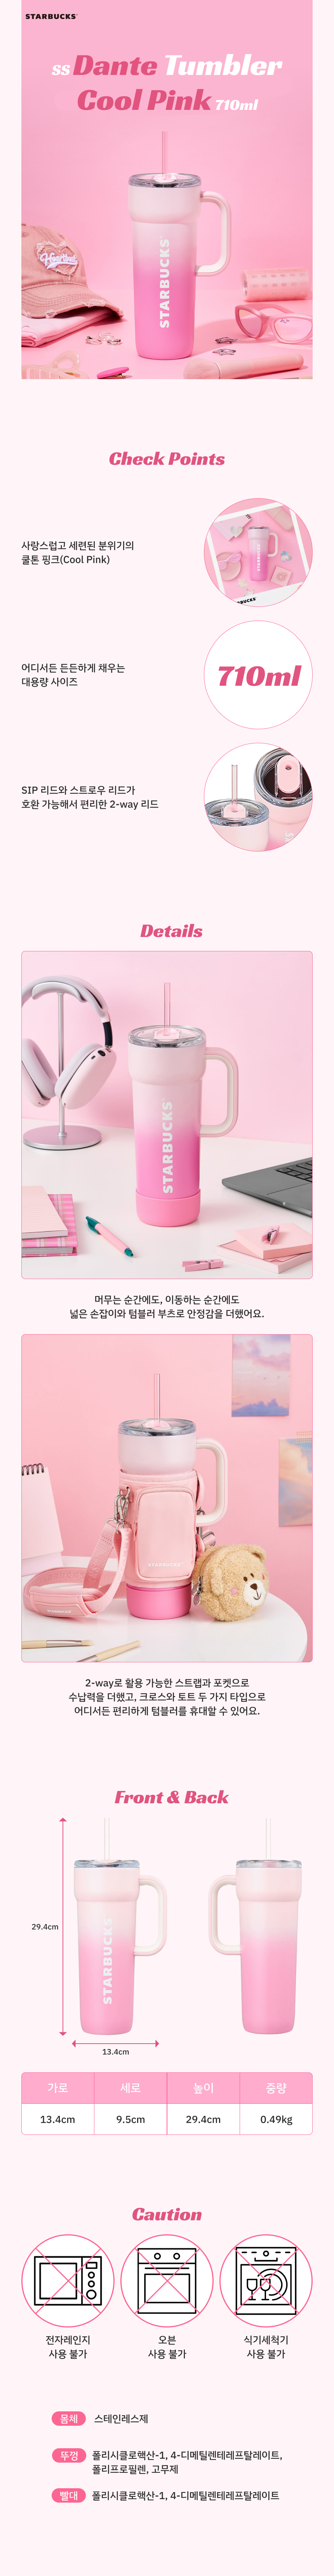 STARBUCKS
SS Dante Tumbler
Cool Pink 710ml
Heartbeat
STARBUCKS
Check Points
사랑스럽고 세련된 분위기의
쿨톤 핑크(Cool Pink)
STARBUCKS
어디서든 든든하게 채우는
대용량 사이즈
710ml
SIP 리드와 스트로우 리드가
호환 가능해서 편리한 2-way 리드
Details
STARBUCKS
머무는 순간에도, 이동하는 순간에도
넓은 손잡이와 텀블러 부츠로 안정감을 더했어요.
STARBUCKS
STARBUCKS
2-way로 활용 가능한 스트랩과 포켓으로
수납력을 더했고, 크로스와 토트 두 가지 타입으로
어디서든 편리하게 텀블러를 휴대할 수 있어요.
Front & Back
29.4cm
STARBUCKS
13.4cm
가로 세로 높이 중량
13.4cm 9.5cm 29.4cm 0.49kg
Caution
전자레인지 오븐 식기세척기
사용 불가 사용 불가 사용 불가
몸체 스테인레스제
뚜껑 폴리시클로헥산-1, 4-디메틸렌테레프탈레이트,
폴리프로필렌, 고무제
빨대 폴리시클로헥산-1, 4-디메틸렌테레프탈레이트